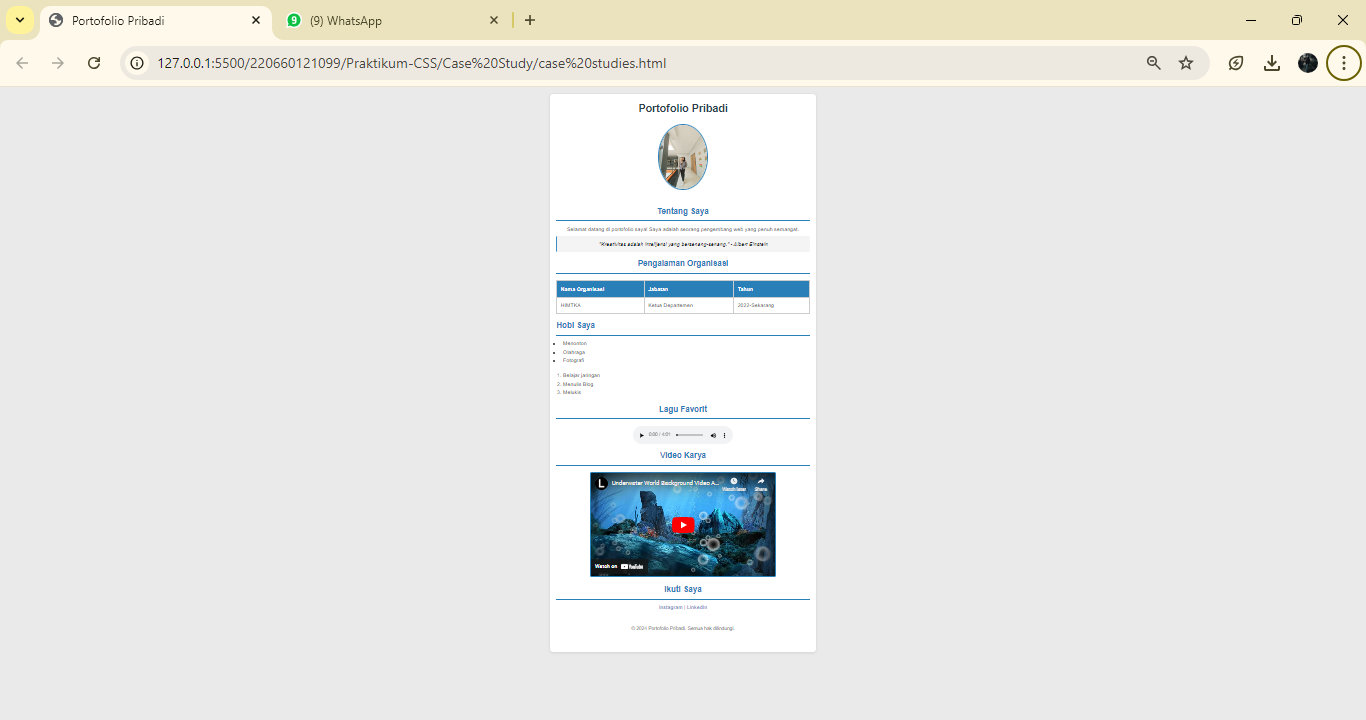 Portofolio Pribadi
9
(9) WhatsApp
127.0.0.1:5500/220660121099/Praktikum-CSS/Case%20Study/case%20studies.html
Portofolio Pribadi
Tentang Saya
Selamat datang di portofolio saya! Saya adalah seorang pengembang web yang penuh semangat.
"Kreativitas adalah intelijensi yang bersenang-senang." - Albert Einstein
Pengalaman Organisasi
Nama Organisasi Jabatan Tahun
HIMTKA Ketua Departemen 2022-Sekarang
Hobi Saya
• Menonton
• Olahraga
• Fotografi
1. Belajar jaringan
2. Menulis Blog
3. Melukis
Lagu Favorit
0:00 / 4:01
Video Karya
L Underwater World Background Video A... Watch later Share
Watch on YouTube
Ikuti Saya
Instagram | LinkedIn
© 2024 Portofolio Pribadi. Semua hak dilindungi.